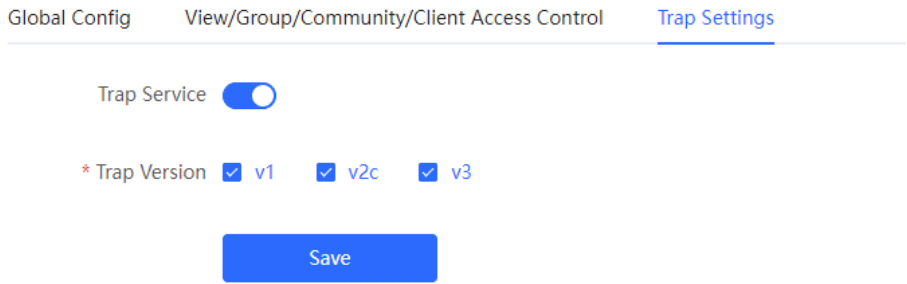 Global Config View/Group/Community/Client Access Control Trap Settings
Trap Service
* Trap Version v1 v2c v3
Save